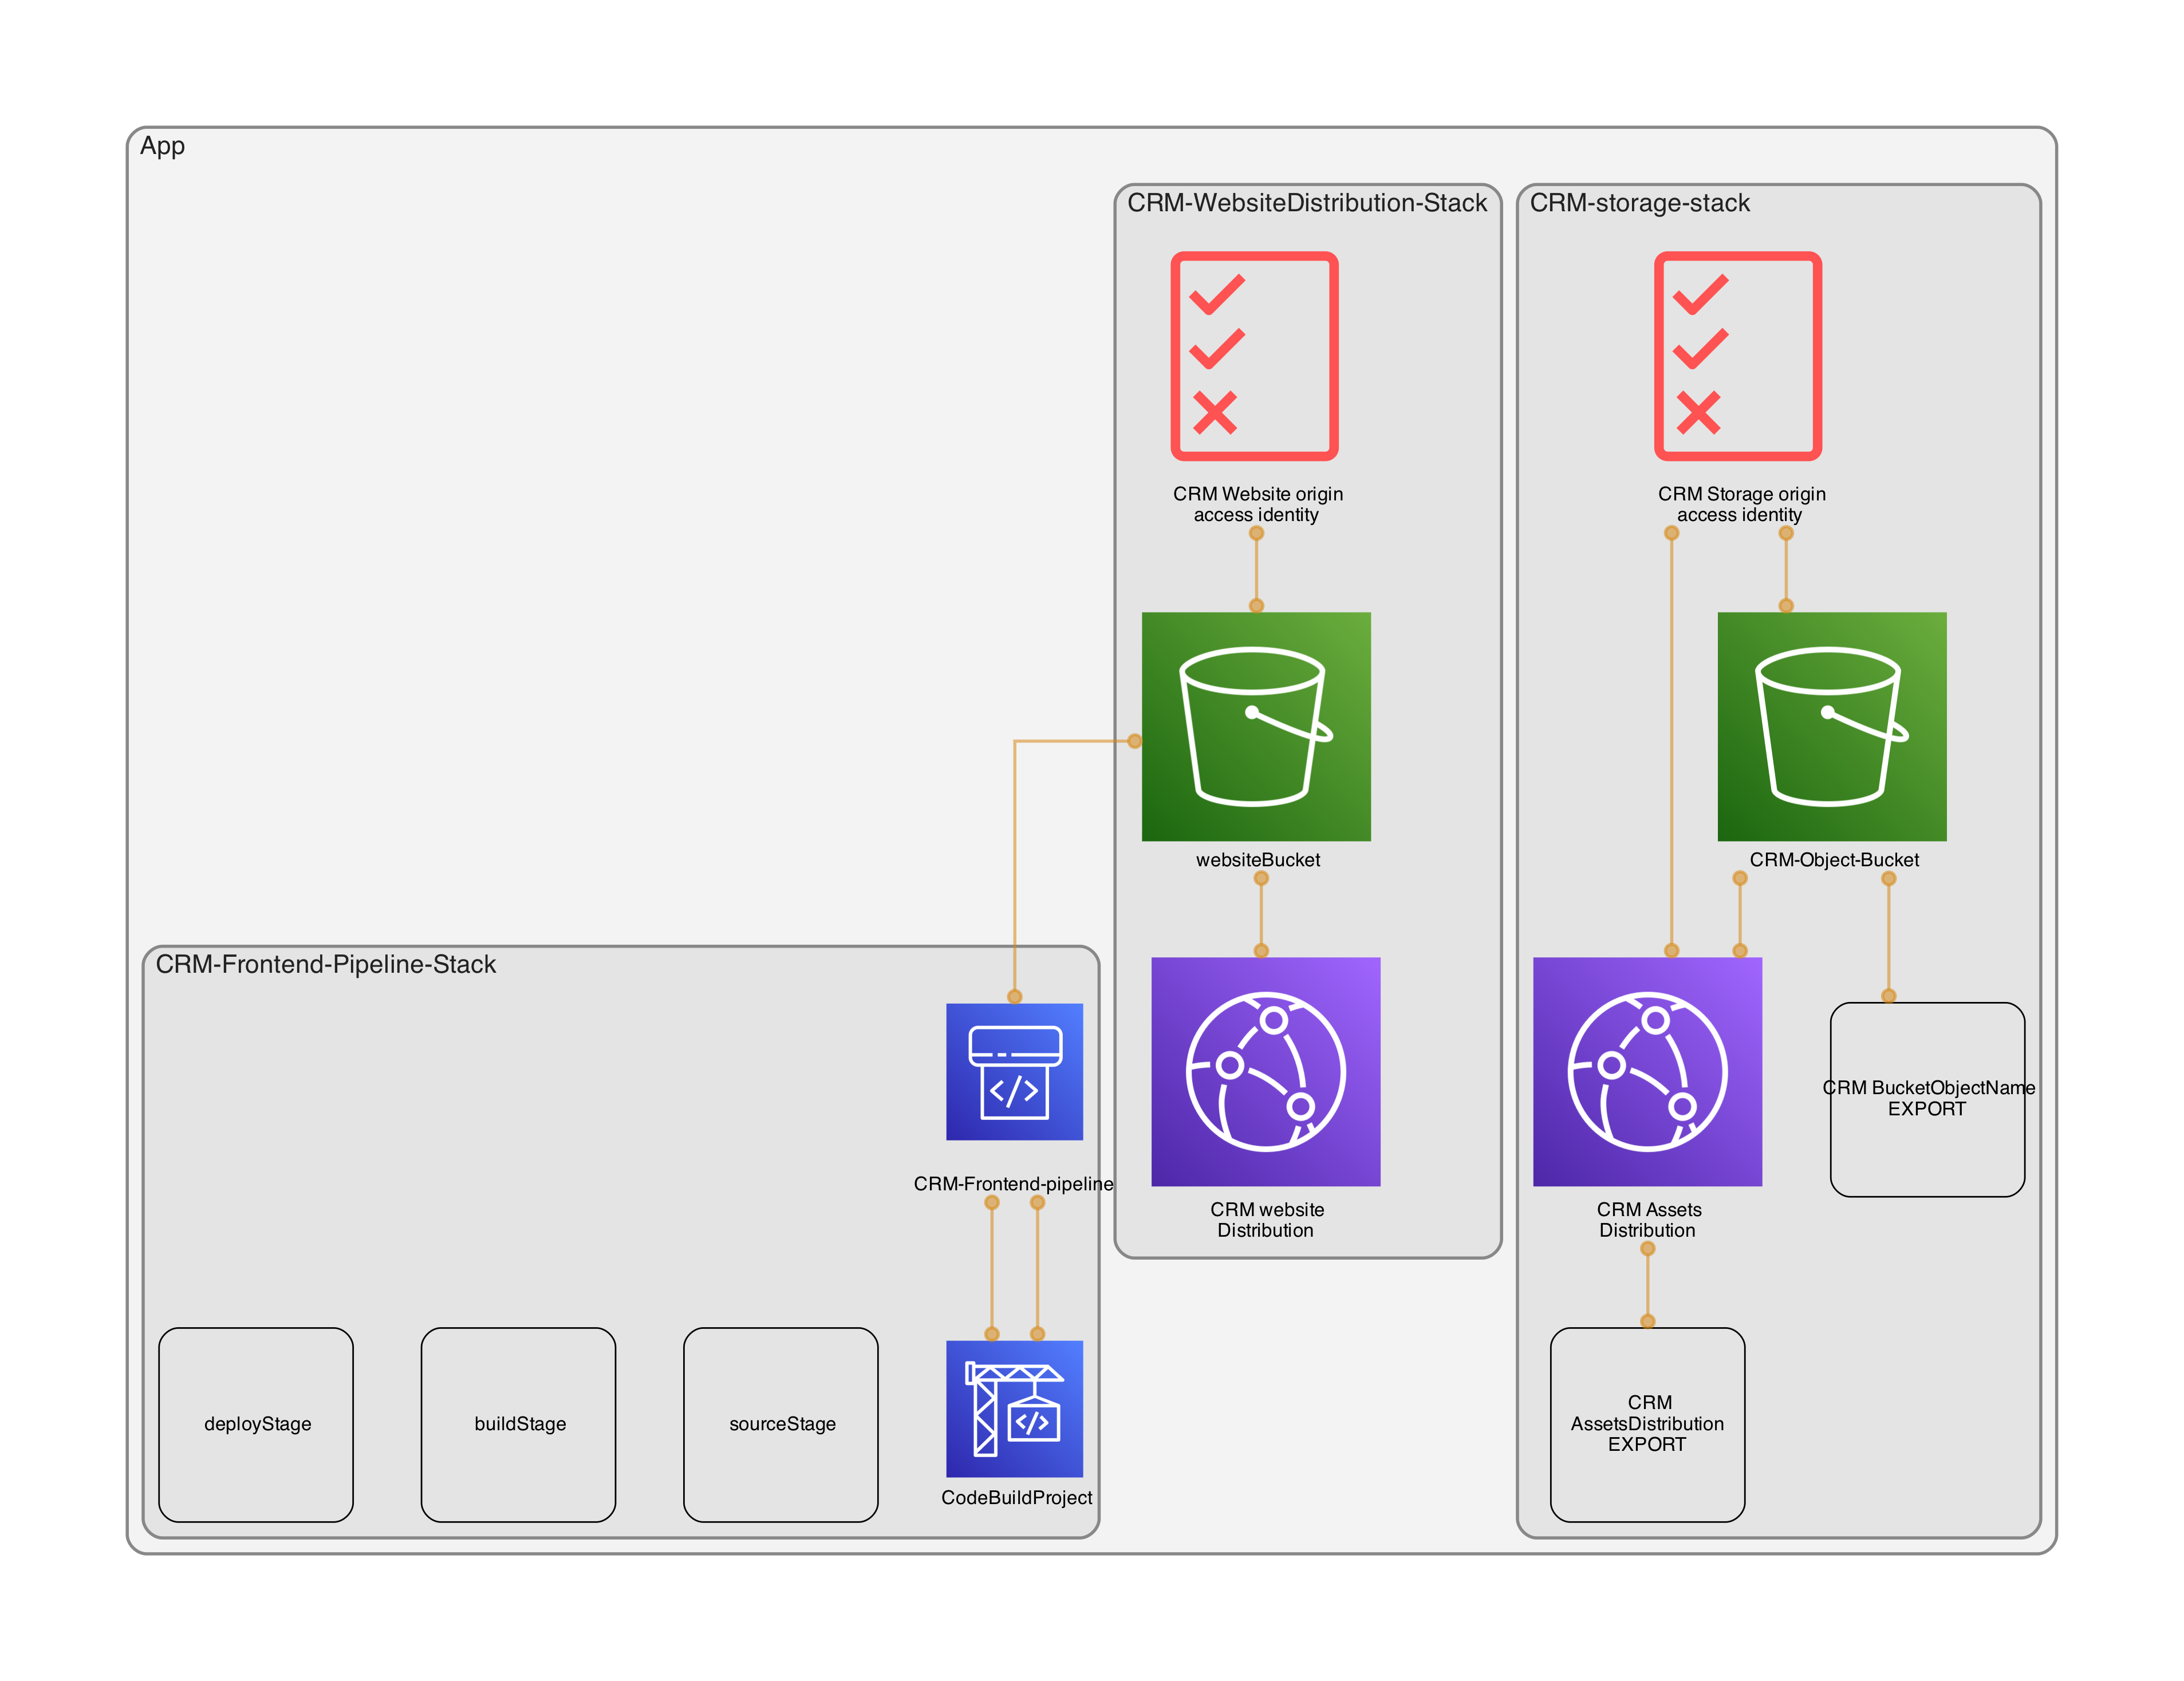 App
CRM-WebsiteDistribution-Stack
CRM-storage-stack
CRM Website origin
access identity
CRM Storage origin
access identity
websiteBucket
CRM-Object-Bucket
CRM-Frontend-Pipeline-Stack
CRM BucketObjectName
EXPORT
CRM-Frontend-pipeline
CRM website
Distribution
CRM Assets
Distribution
deployStage
buildStage
sourceStage
CodeBuildProject
CRM
AssetsDistribution
EXPORT